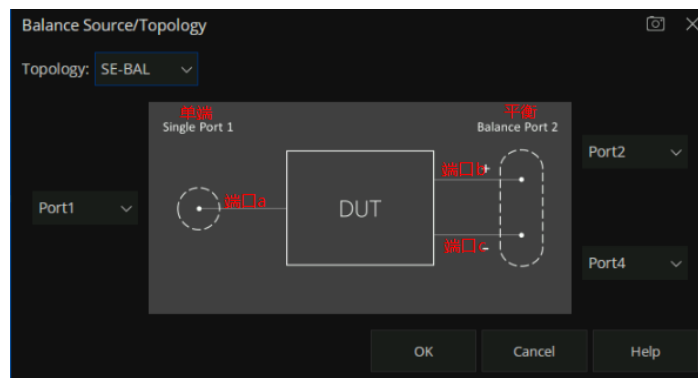 Balance Source/Topology
Topology: SE-BAL
单端
平衡
Single Port 1
Balance Port 2
Port2
端口b
+
Port1
端口a
DUT
端口c
-
Port4
OK
Cancel
Help